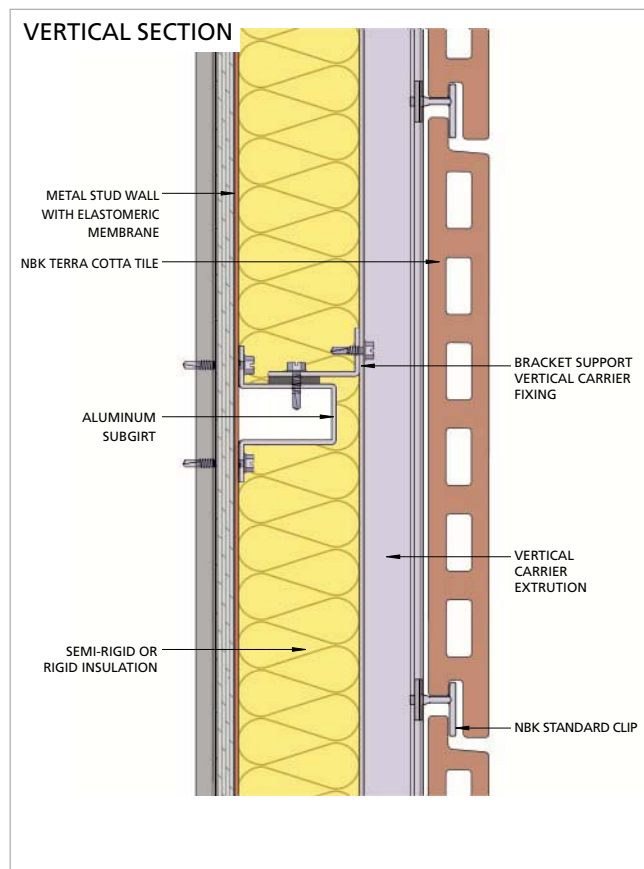 VERTICAL SECTION
METAL STUD WALL
WITH ELASTOMERIC
MEMBRANE
NBK TERRA COTTA TILE
ALUMINUM
SUBGIRT
SEMI-RIGID OR
RIGID INSULATION
BRACKET SUPPORT
VERTICAL CARRIER
FIXING
VERTICAL
CARRIER
EXTRUTION
NBK STANDARD CLIP